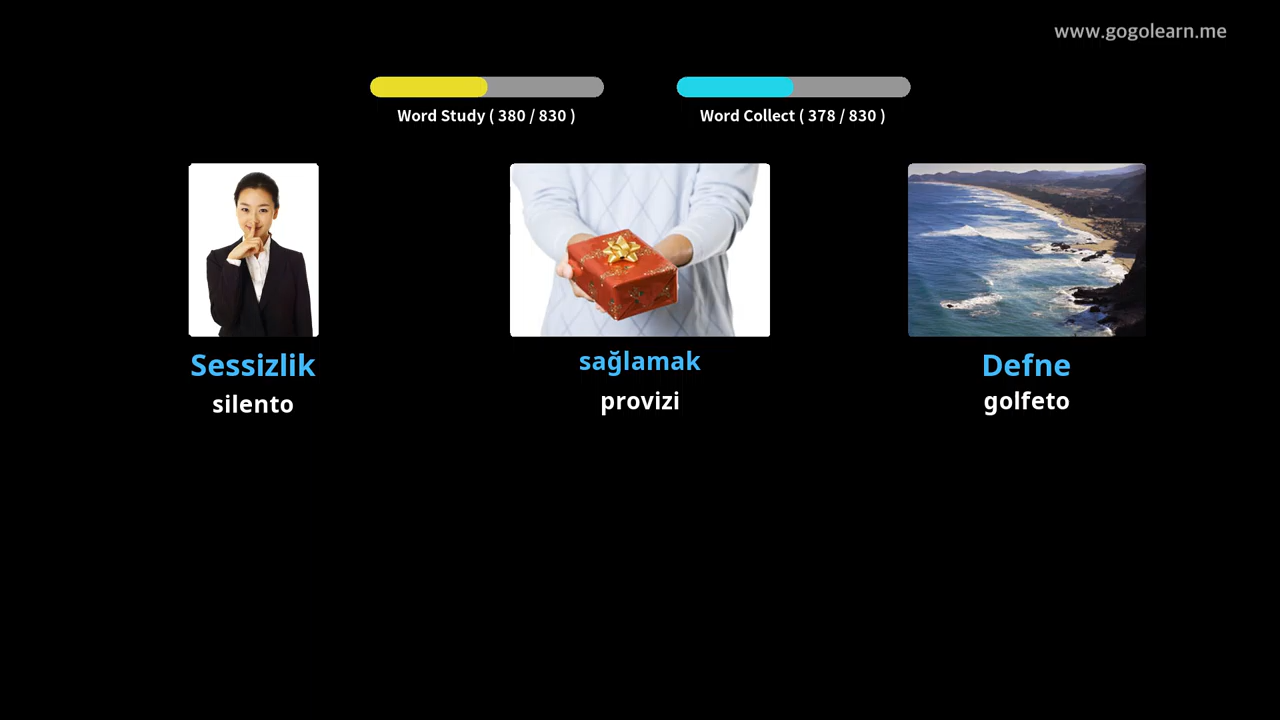 www.gogolearn.me
Word Study ( 380 / 830 )
Word Collect ( 378 / 830 )
Sessizlik
silento
sağlamak
provizi
Defne
golfeto